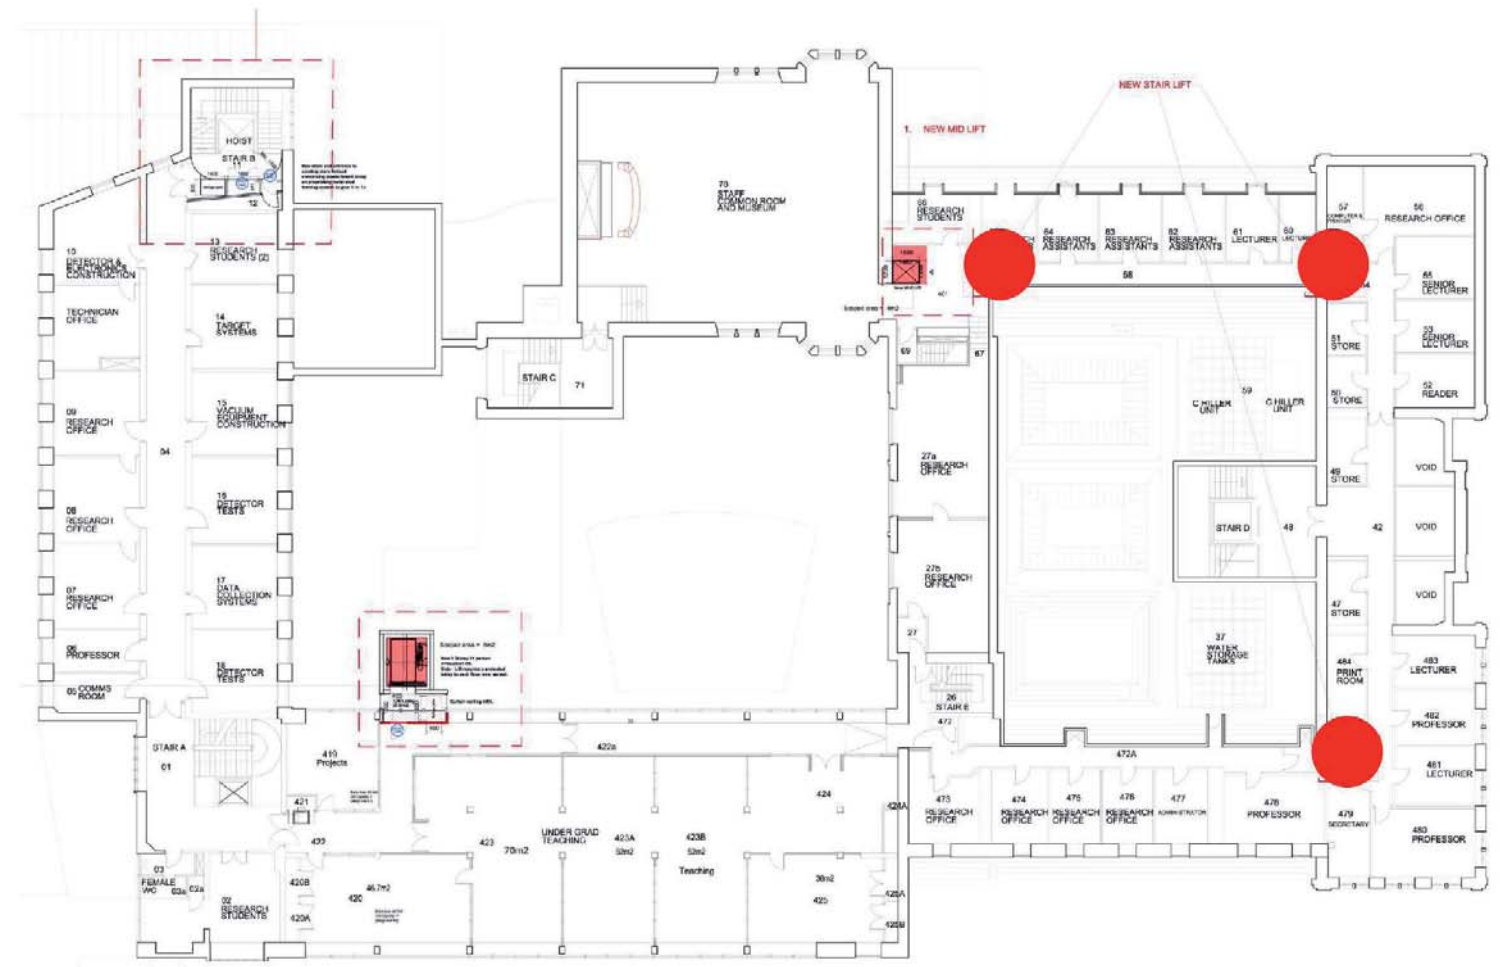 NEW STAIR LIFT
1. NEW MID LIFT
HOIST
STAIR B
11
12
13
RESEARCH
STUDENTS (2)
10
DETECTOR &
ELECTRONICS
CONSTRUCTION
TECHNICIAN
OFFICE
14
TARGET
SYSTEMS
09
RESEARCH
OFFICE
15
VACUUM
EQUIPMENT
CONSTRUCTION
04
08
RESEARCH
OFFICE
16
DETECTOR
TESTS
07
RESEARCH
OFFICE
17
DATA
COLLECTION
SYSTEMS
06
PROFESSOR
18
DETECTOR
TESTS
05 COMMS
ROOM
STAIR A
01
03
FEMALE
WC
03a
02a
02
RESEARCH
STUDENTS
70
STAFF
COMMON ROOM
AND MUSEUM
STAIR C
71
419
Projects
421
422
422a
420B
420A
420
46.7m2
423
70m2
UNDER GRAD
TEACHING
423A
52m2
423B
52m2
Teaching
424
424A
38m2
425
425A
425B
66
RESEARCH
STUDENTS
64
RESEARCH
ASSISTANTS
63
RESEARCH
ASSISTANTS
62
RESEARCH
ASSISTANTS
61
LECTURER
60
58
57
56
RESEARCH OFFICE
55
SENIOR
LECTURER
53
SENIOR
LECTURER
52
READER
51
STORE
50
STORE
49
STORE
47
STORE
42
VOID
VOID
VOID
69
67
59
CHILLER
UNIT
CHILLER
UNIT
STAIR D
48
27a
RESEARCH
OFFICE
27b
RESEARCH
OFFICE
27
26
STAIR E
37
WATER
STORAGE
TANKS
484
PRINT
ROOM
483
LECTURER
482
PROFESSOR
481
LECTURER
480
PROFESSOR
479
SECRETARY
472
472A
473
RESEARCH
OFFICE
474
RESEARCH
OFFICE
475
RESEARCH
OFFICE
476
RESEARCH
OFFICE
477
ADMINISTRATOR
478
PROFESSOR